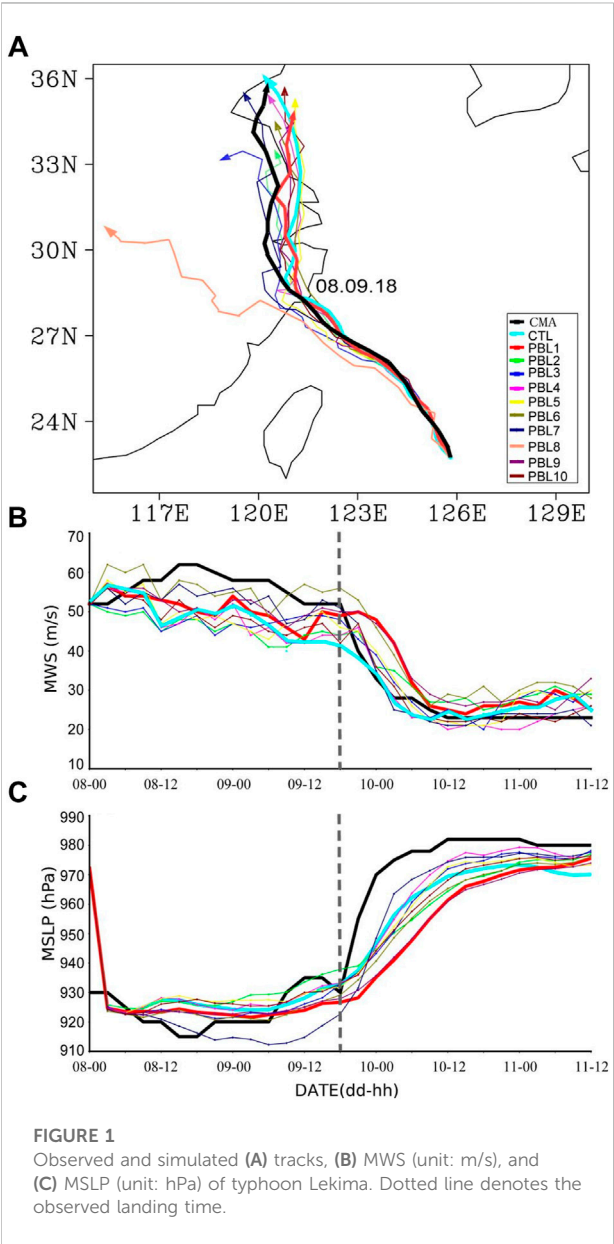 A
36N
33N
30N
27N
24N
08.09.18
CMA
CTL
PBL1
PBL2
PBL3
PBL4
PBL5
PBL6
PBL7
PBL8
PBL9
PBL10
117E 120E 123E 126E 129E
B
70
60
50
40
30
20
10
MWS (m/s)
08-00 08-12 09-00 09-12 10-00 10-12 11-00 11-12
C
990
980
970
960
950
940
930
920
910
MSLP (hPa)
08-00 08-12 09-00 09-12 10-00 10-12 11-00 11-12
DATE(dd-hh)
FIGURE 1
Observed and simulated (A) tracks, (B) MWS (unit: m/s), and
(C) MSLP (unit: hPa) of typhoon Lekima. Dotted line denotes the
observed landing time.